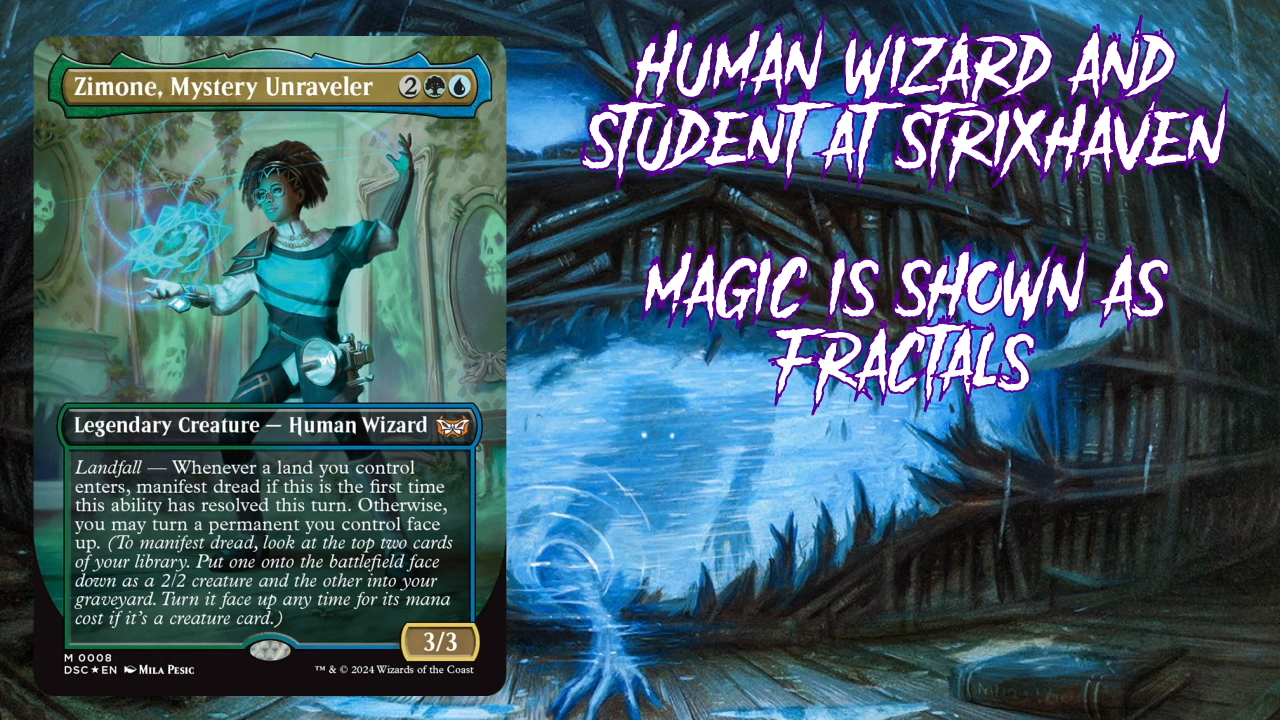 Zimone, Mystery Unraveler 2
Legendary Creature — Human Wizard
Landfall — Whenever a land you control
enters, manifest dread if this is the first time
this ability has resolved this turn. Otherwise,
you may turn a permanent you control face
up. (To manifest dread, look at the top two cards
of your library. Put one onto the battlefield face
down as a 2/2 creature and the other into your
graveyard. Turn it face up any time for its mana
cost if it's a creature card.)
3/3
M 0008
DSC ★ EN MILA PESIC
™ & © 2024 Wizards of the Coast
HUMAN WIZARD AND
STUDENT AT STRIXHAVEN
MAGIC IS SHOWN AS
FRACTALS